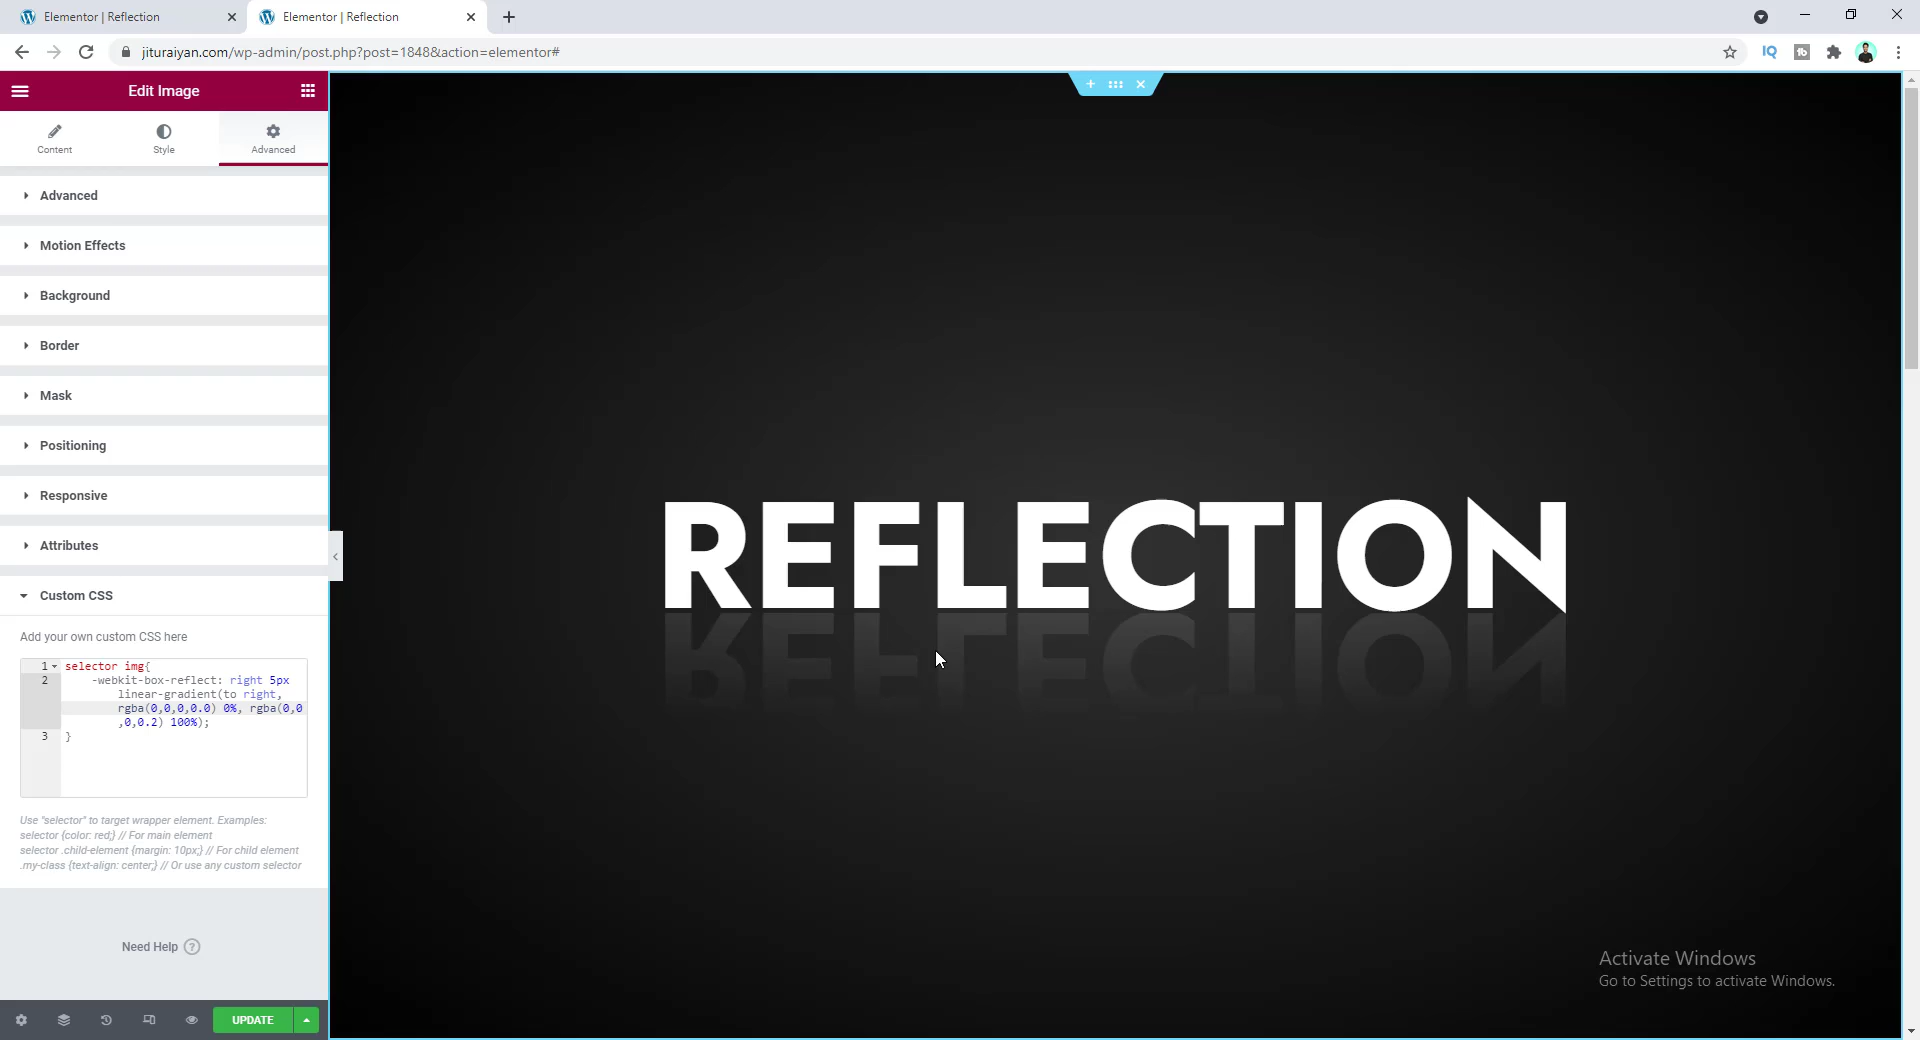 Elementor | Reflection
Elementor | Reflection
jituraiyan.com/wp-admin/post.php?post=1848&action=elementor#
Edit Image
Content
Style
Advanced
Advanced
Motion Effects
Background
Border
Mask
Positioning
Responsive
Attributes
Custom CSS
Add your own custom CSS here
1 selector img{
2 -webkit-box-reflect: right 5px
linear-gradient(to right,
rgba(0,0,0,0.0) 0%, rgba(0,0
,0,0.2) 100%);
3 }
Use "selector" to target wrapper element. Examples:
selector {color: red;} // For main element
selector .child-element {margin: 10px;} // For child element
.my-class {text-align: center;} // Or use any custom selector
Need Help ?
UPDATE
REFLECTION
Activate Windows
Go to Settings to activate Windows.